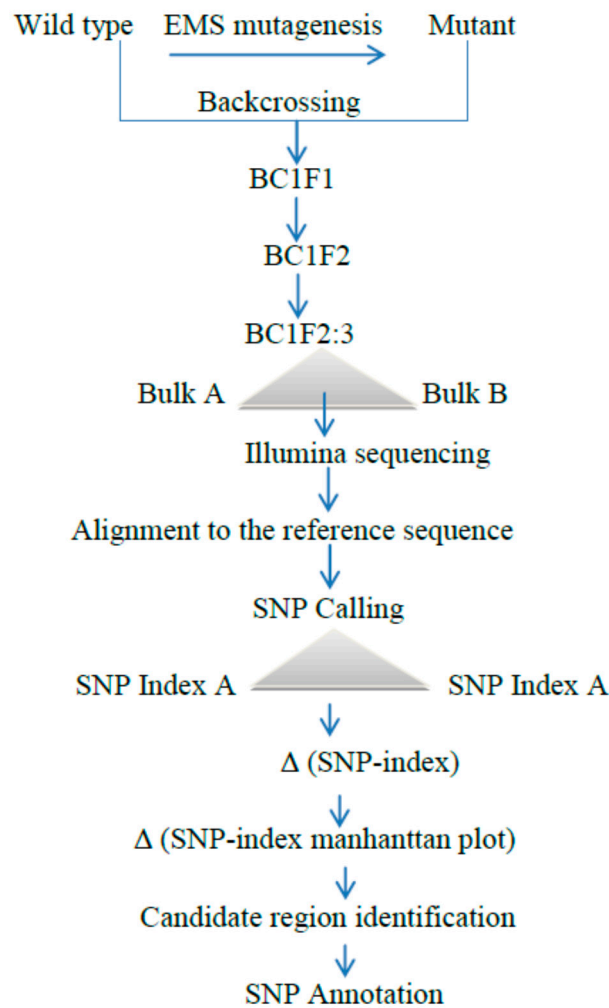 Wild type EMS mutagenesis Mutant
Backcrossing
BC1F1
BC1F2
BC1F2:3
Bulk A Bulk B
Illumina sequencing
Alignment to the reference sequence
SNP Calling
SNP Index A SNP Index A
Δ (SNP-index)
Δ (SNP-index manhanttan plot)
Candidate region identification
SNP Annotation